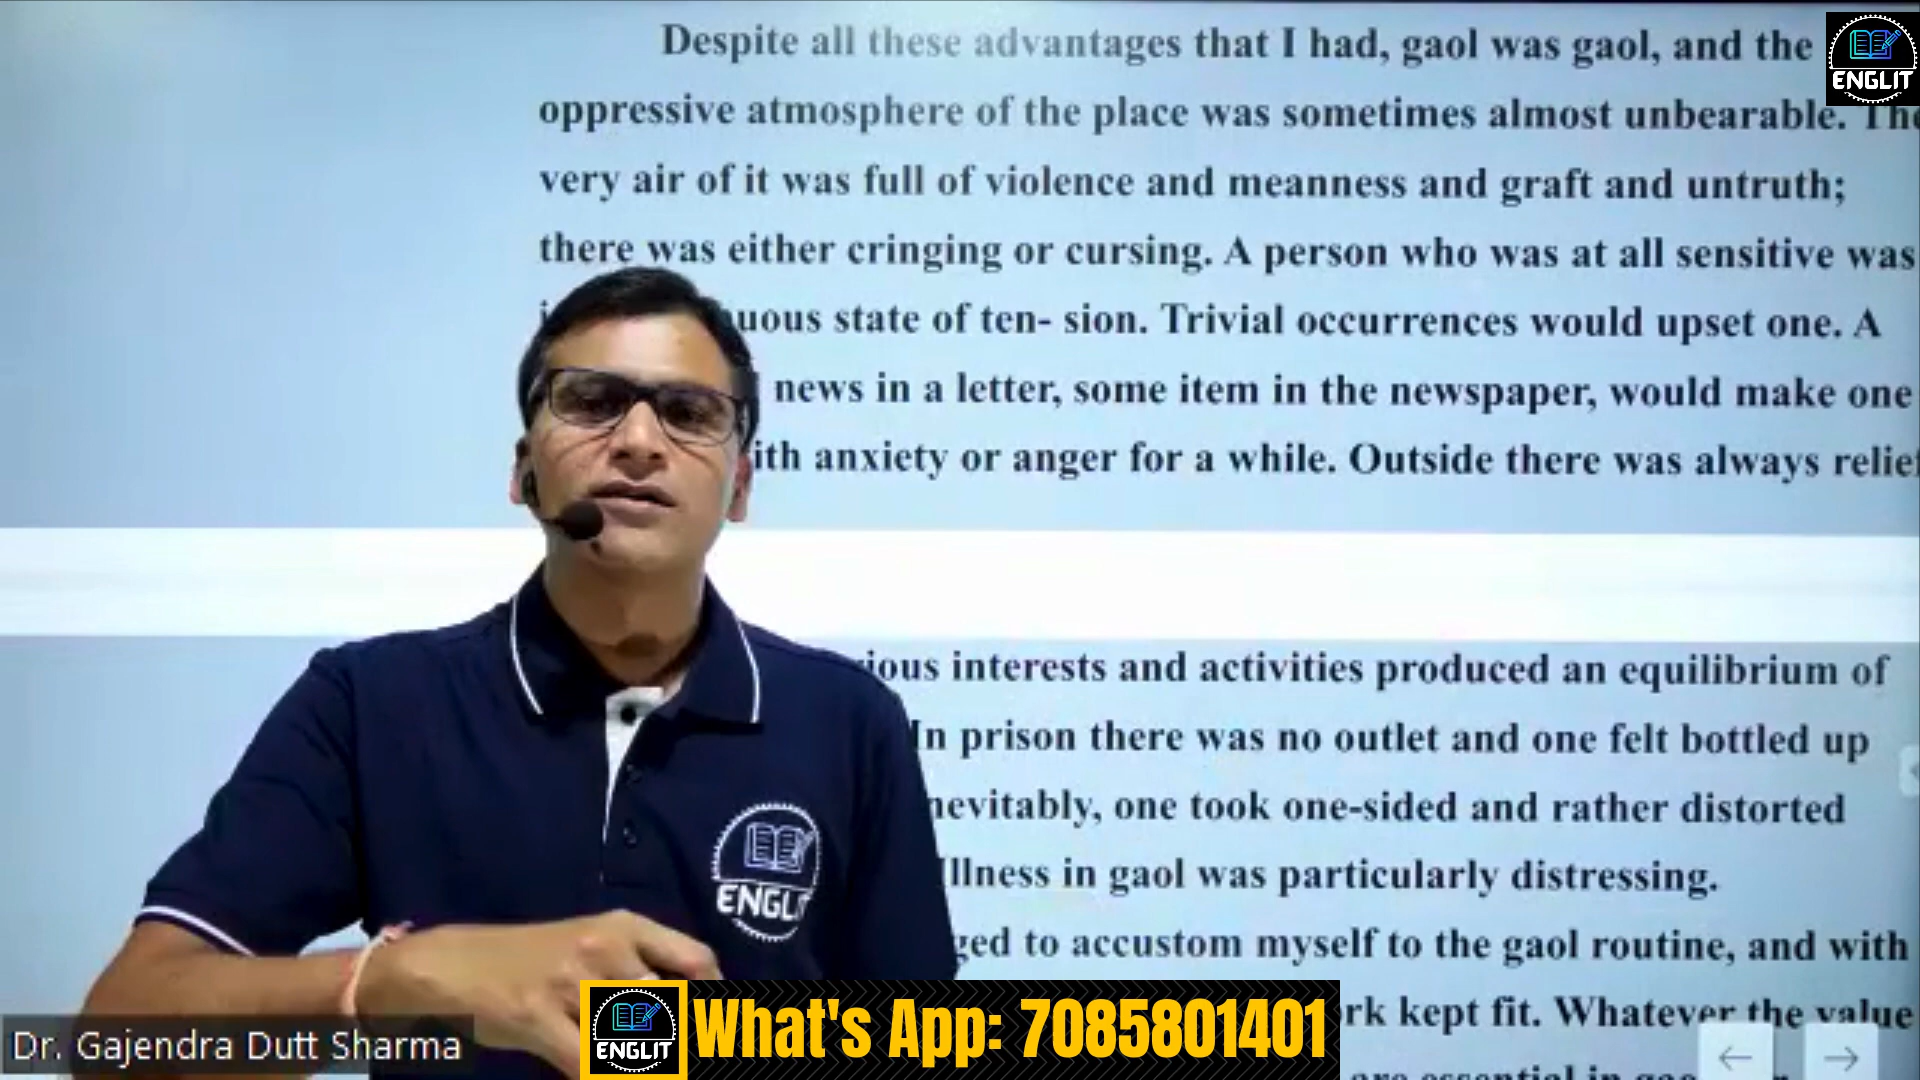 Despite all these advantages that I had, gaol was gaol, and the
ENGLIT
oppressive atmosphere of the place was sometimes almost unbearable. The
very air of it was full of violence and meanness and graft and untruth;
there was either cringing or cursing. A person who was at all sensitive was
uous state of ten- sion. Trivial occurrences would upset one. A
news in a letter, some item in the newspaper, would make one
ith anxiety or anger for a while. Outside there was always relief
ious interests and activities produced an equilibrium of
In prison there was no outlet and one felt bottled up
nevitably, one took one-sided and rather distorted
Illness in gaol was particularly distressing.
ged to accustom myself to the gaol routine, and with
rk kept fit. Whatever the value
are essential in
ENGLIT
Dr. Gajendra Dutt Sharma
ENGLIT
What's App: 7085801401